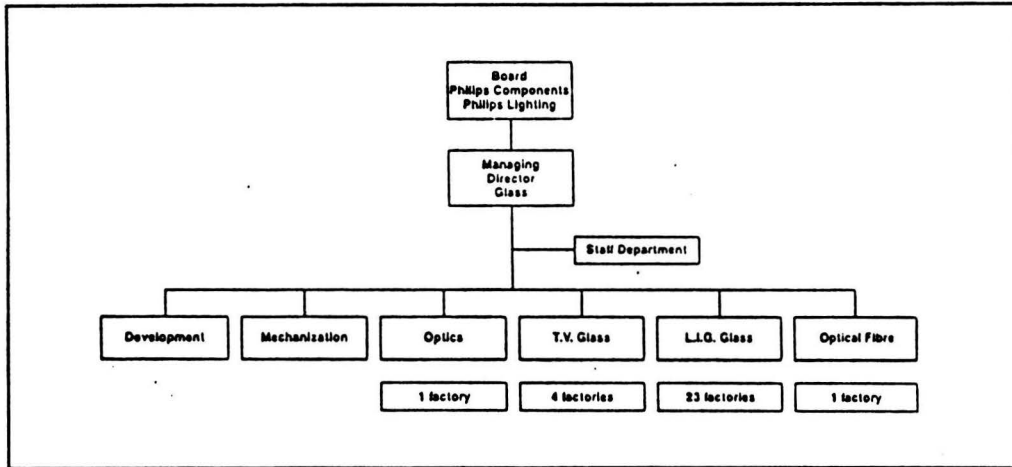 Board
Philips Components
Philips Lighting
Managing
Director
Glass
Staff Department
Development
Mechanization
Optics
T.V. Glass
L.I.G. Glass
Optical Fibre
1 factory
4 factories
23 factories
1 factory